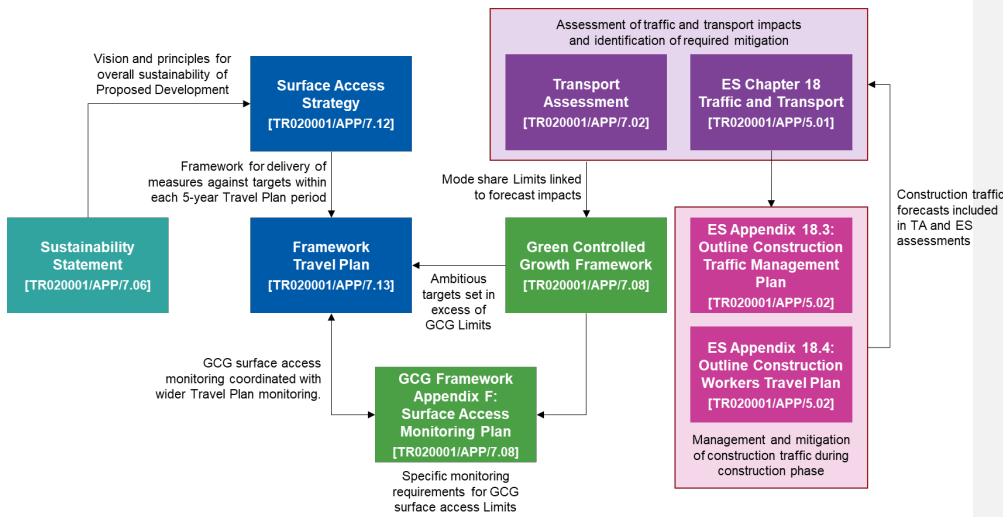 Assessment of traffic and transport impacts
and identification of required mitigation
Vision and principles for
overall sustainability of
Proposed Development
Surface Access
Strategy
[TR020001/APP/7.12]
Transport
Assessment
[TR020001/APP/7.02]
ES Chapter 18
Traffic and Transport
[TR020001/APP/5.01]
Framework for delivery of
measures against targets within
each 5-year Travel Plan period
Mode share Limits linked
to forecast impacts
Construction traffic
forecasts included
in TA and ES
assessments
Sustainability
Statement
[TR020001/APP/7.06]
Framework
Travel Plan
[TR020001/APP/7.13]
Ambitious
targets set in
excess of
GCG Limits
Green Controlled
Growth Framework
[TR020001/APP/7.08]
ES Appendix 18.3:
Outline Construction
Traffic Management
Plan
[TR020001/APP/5.02]
ES Appendix 18.4:
Outline Construction
Workers Travel Plan
[TR020001/APP/5.02]
GCG surface access
monitoring coordinated with
wider Travel Plan monitoring.
GCG Framework
Appendix F:
Surface Access
Monitoring Plan
[TR020001/APP/7.08]
Management and mitigation
of construction traffic during
construction phase
Specific monitoring
requirements for GCG
surface access Limits